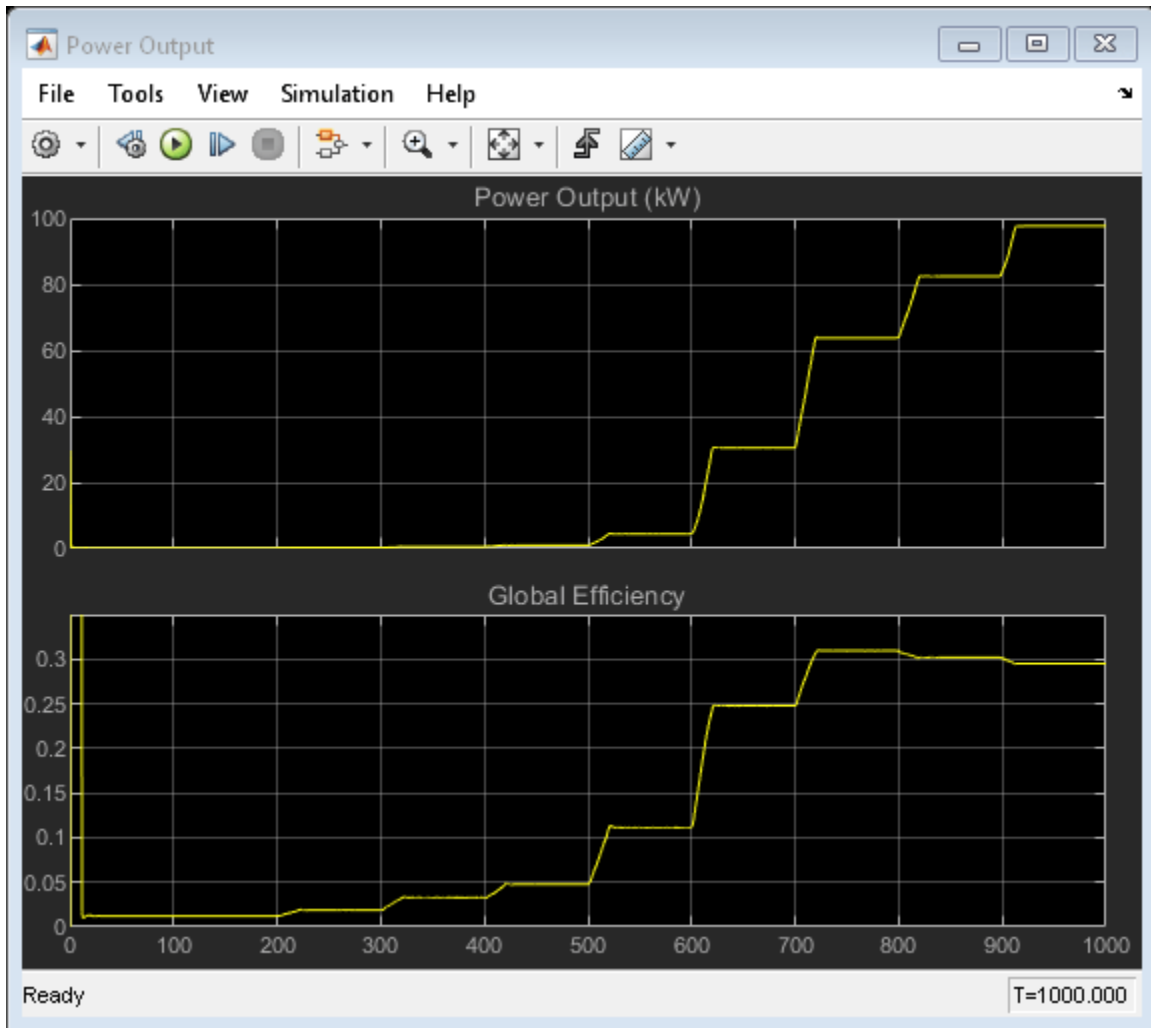 Power Output
File Tools View Simulation Help
Power Output (kW)
100
80
60
40
20
0
Global Efficiency
0.3
0.25
0.2
0.15
0.1
0.05
0
0 100 200 300 400 500 600 700 800 900 1000
Ready T=1000.000